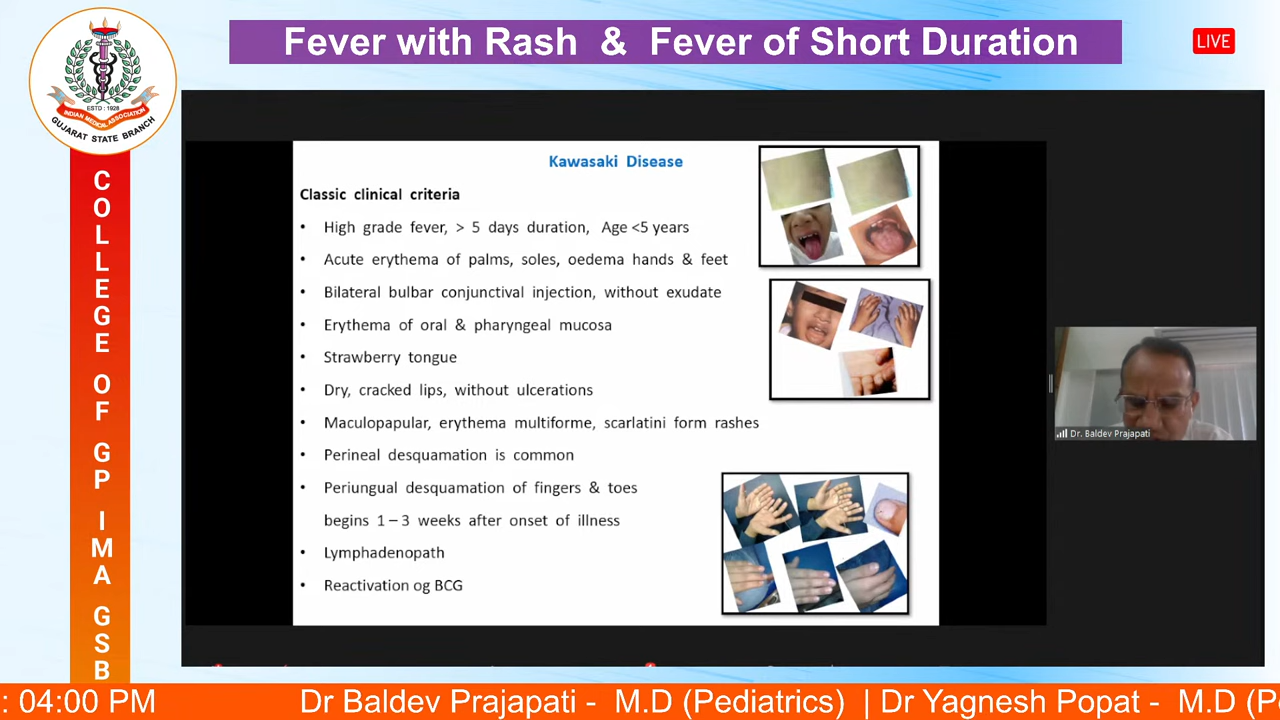 Fever with Rash & Fever of Short Duration
LIVE
ESTD : 1928
INDIAN MEDICAL ASSOCIATION
GUJARAT STATE BRANCH
COLLEGE OF GP IMA GSB
Kawasaki Disease
Classic clinical criteria
• High grade fever, > 5 days duration, Age <5 years
• Acute erythema of palms, soles, oedema hands & feet
• Bilateral bulbar conjunctival injection, without exudate
• Erythema of oral & pharyngeal mucosa
• Strawberry tongue
• Dry, cracked lips, without ulcerations
• Maculopapular, erythema multiforme, scarlatini form rashes
• Perineal desquamation is common
• Periungual desquamation of fingers & toes
begins 1 – 3 weeks after onset of illness
• Lymphadenopath
• Reactivation og BCG
Dr. Baldev Prajapati
: 04:00 PM Dr Baldev Prajapati - M.D (Pediatrics) | Dr Yagnesh Popat - M.D (P